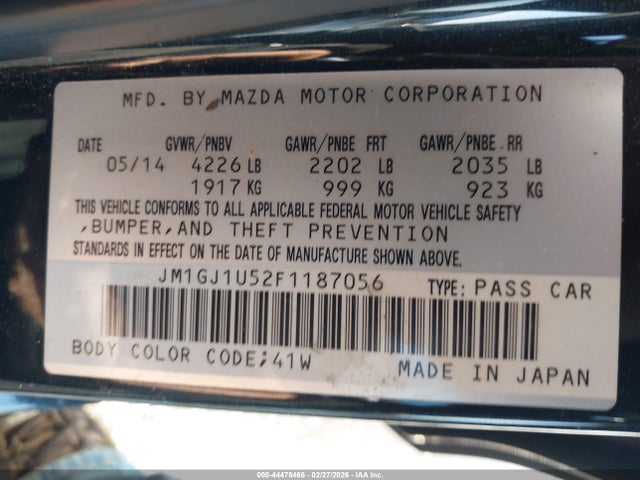 MFD. BY MAZDA MOTOR CORPORATION
DATE GVWR/PNBV GAWR/PNBE FRT GAWR/PNBE RR
05/14 4226 LB 2202 LB 2035 LB
1917 KG 999 KG 923 KG
THIS VEHICLE CONFORMS TO ALL APPLICABLE FEDERAL MOTOR VEHICLE SAFETY
,BUMPER,AND THEFT PREVENTION
STANDARDS IN EFFECT ON THE DATE OF MANUFACTURE SHOWN ABOVE.
JM1GJ1U52F1187056 TYPE: PASS CAR
BODY COLOR CODE;41W MADE IN JAPAN
000-44478466 - 02/27/2026 - IAAI.COM